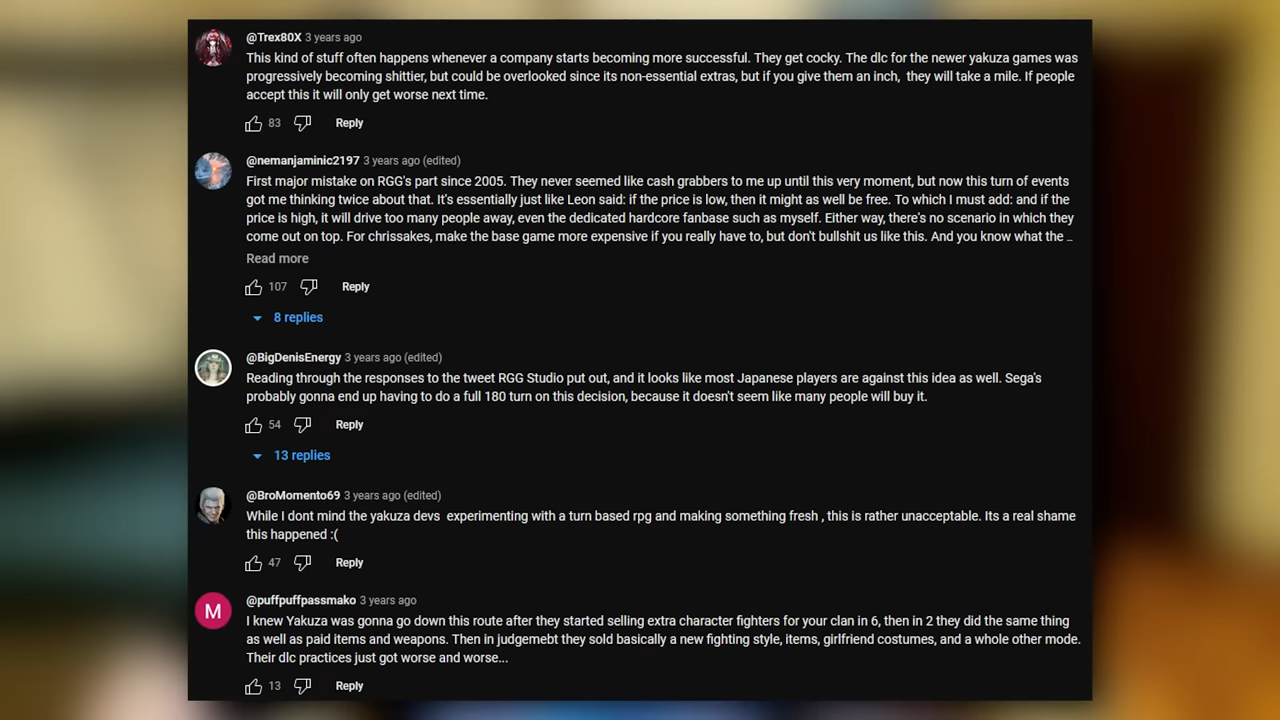 @Trex80X 3 years ago
This kind of stuff often happens whenever a company starts becoming more successful. They get cocky. The dlc for the newer yakuza games was
progressively becoming shittier, but could be overlooked since its non-essential extras, but if you give them an inch, they will take a mile. If people
accept this it will only get worse next time.
83 Reply
@nemanjaminic2197 3 years ago (edited)
First major mistake on RGG's part since 2005. They never seemed like cash grabbers to me up until this very moment, but now this turn of events
got me thinking twice about that. It's essentially just like Leon said: if the price is low, then it might as well be free. To which I must add: and if the
price is high, it will drive too many people away, even the dedicated hardcore fanbase such as myself. Either way, there's no scenario in which they
come out on top. For chrissakes, make the base game more expensive if you really have to, but don't bullshit us like this. And you know what the ...
Read more
107 Reply
8 replies
@BigDenisEnergy 3 years ago (edited)
Reading through the responses to the tweet RGG Studio put out, and it looks like most Japanese players are against this idea as well. Sega's
probably gonna end up having to do a full 180 turn on this decision, because it doesn't seem like many people will buy it.
54 Reply
13 replies
@BroMomento69 3 years ago (edited)
While I dont mind the yakuza devs experimenting with a turn based rpg and making something fresh , this is rather unacceptable. Its a real shame
this happened :(
47 Reply
M
@puffpuffpassmako 3 years ago
I knew Yakuza was gonna go down this route after they started selling extra character fighters for your clan in 6, then in 2 they did the same thing
as well as paid items and weapons. Then in judgemebt they sold basically a new fighting style, items, girlfriend costumes, and a whole other mode.
Their dlc practices just got worse and worse...
13 Reply